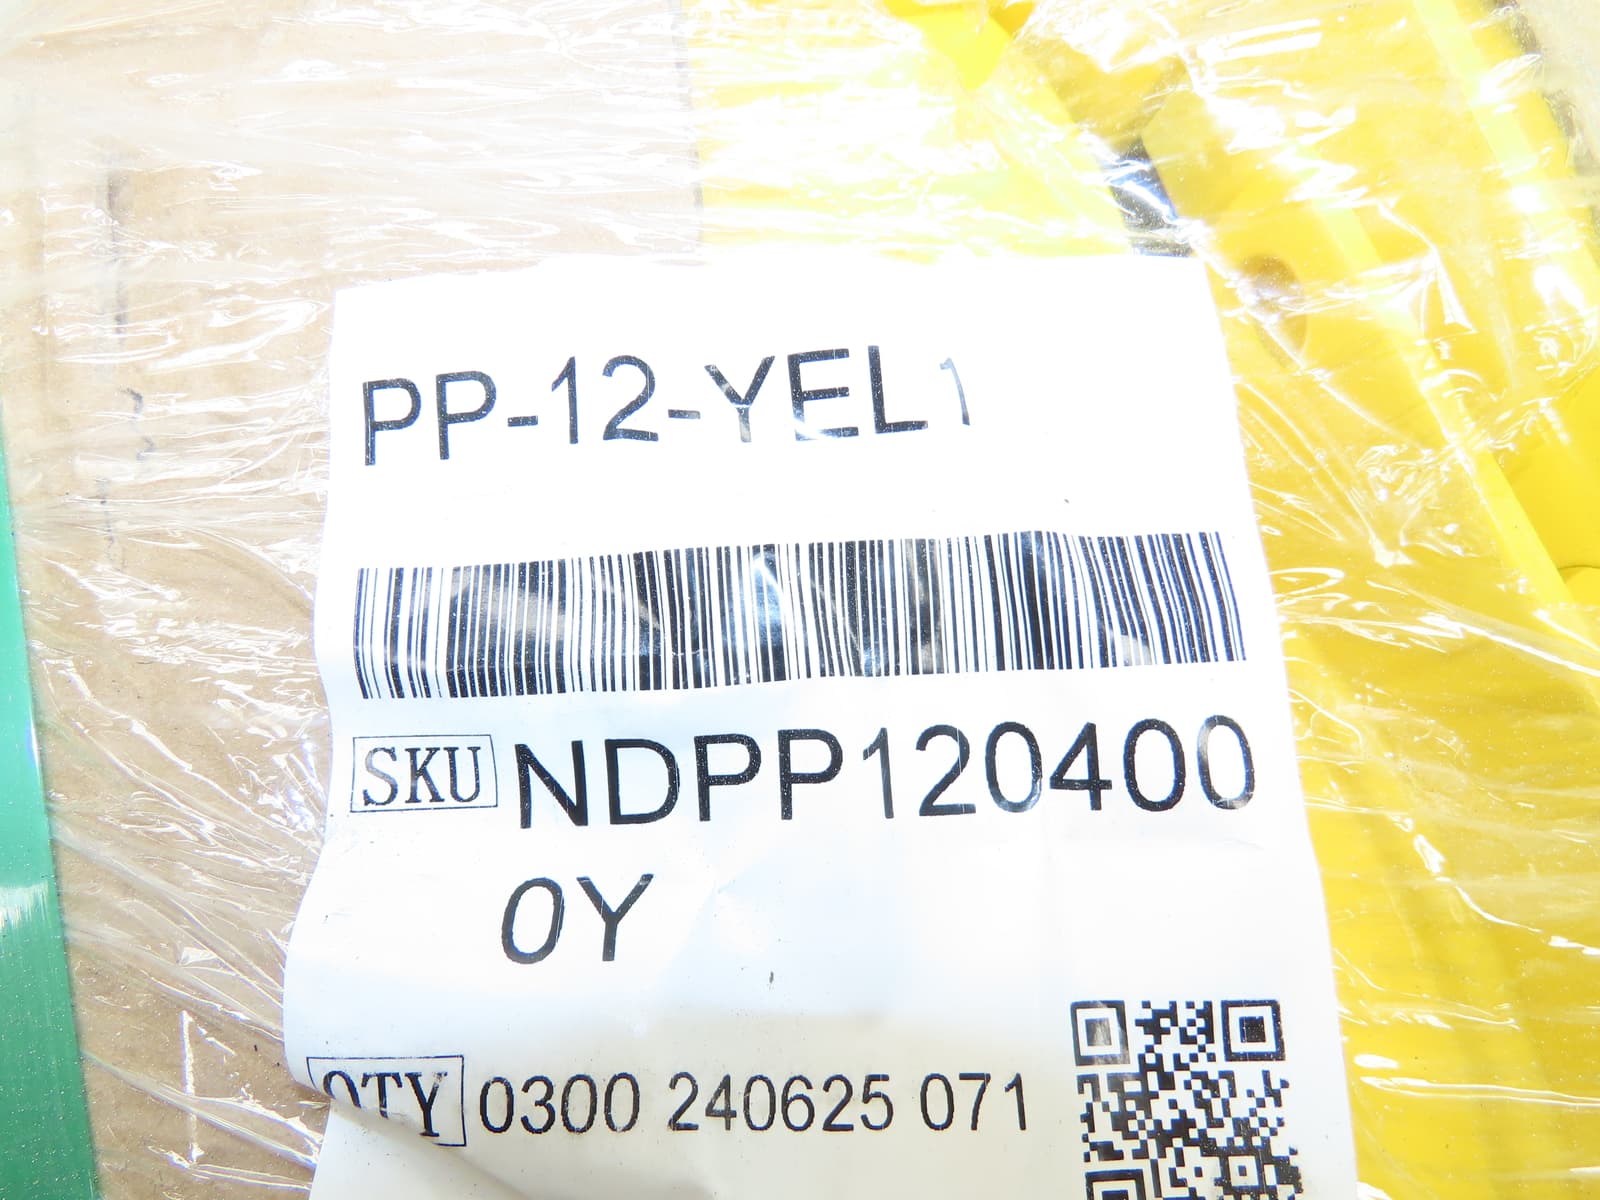 PP-12-YEL1
SKU NDPP120400
0Y
QTY 0300 240625 071